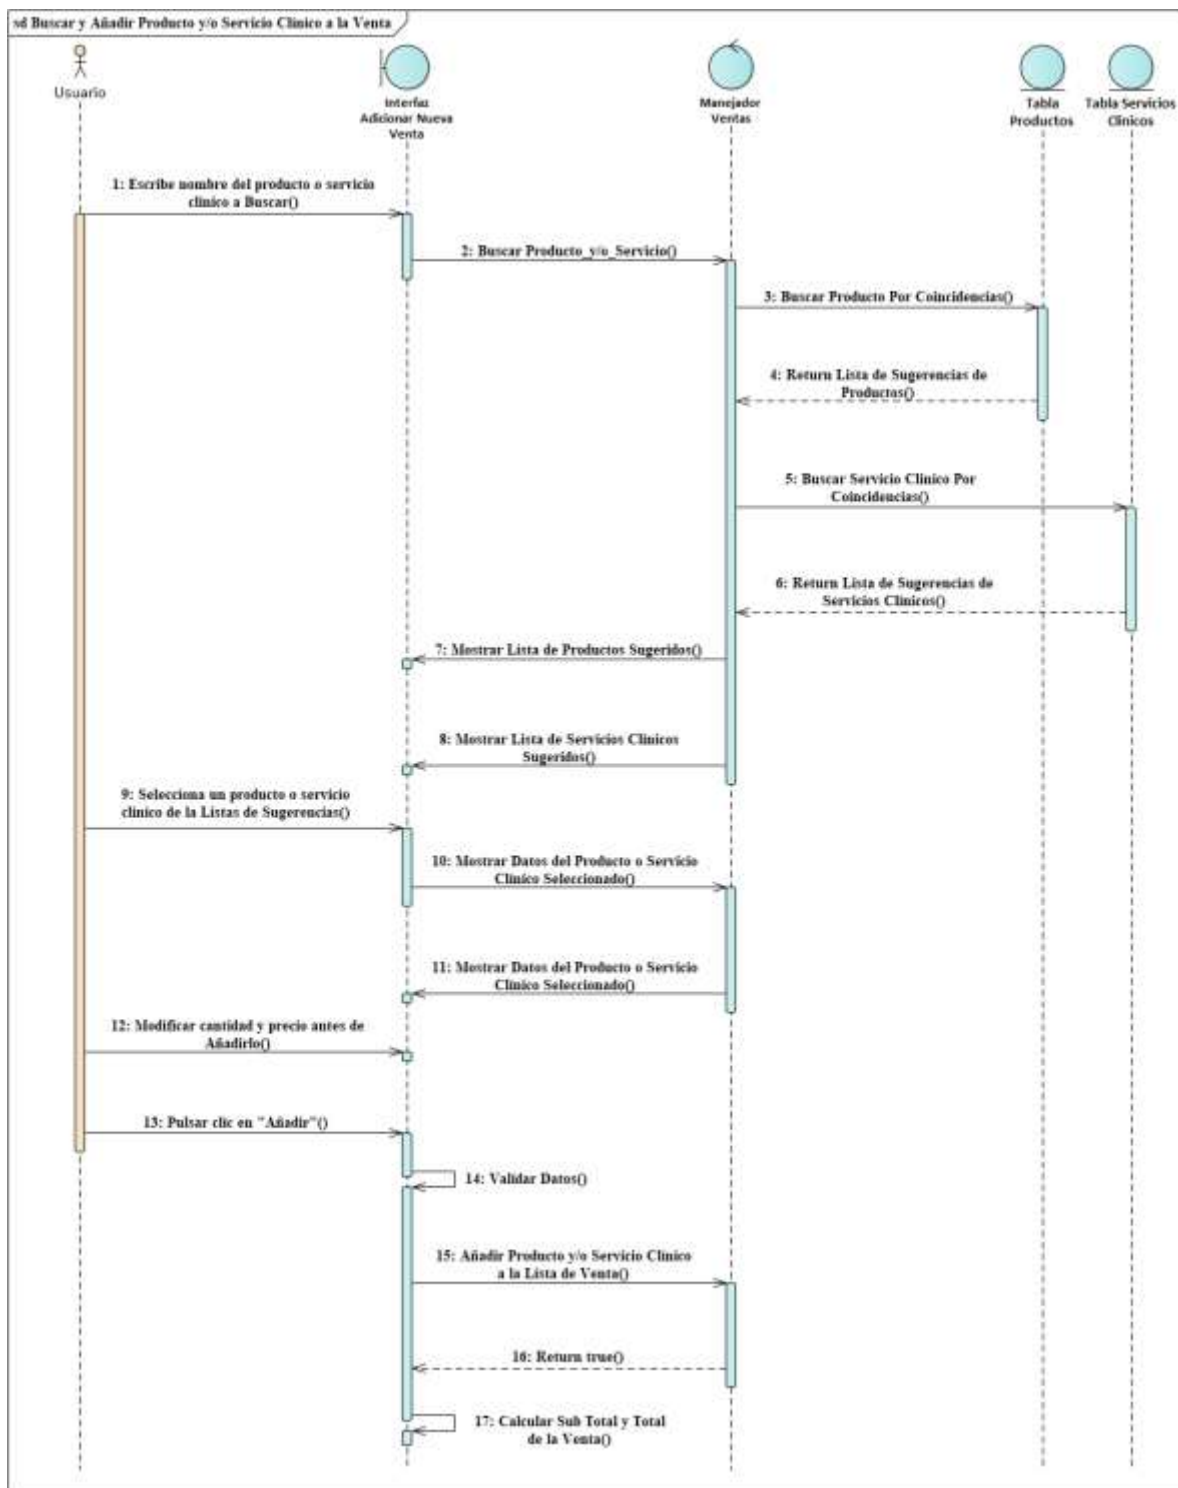 sd Buscar y Añadir Producto y/o Servicio Clinico a la Venta
Usuario
Interfaz
Adicionar Nueva
Venta
Manejador
Ventas
Tabla
Productos
Tabla Servicios
Clinicos
1: Escribe nombre del producto o servicio
clinico a Buscar()
2: Buscar Producto_y/o_Servicio()
3: Buscar Producto Por Coincidencias()
4: Return Lista de Sugerencias de
Productos()
5: Buscar Servicio Clinico Por
Coincidencias()
6: Return Lista de Sugerencias de
Servicios Clinicos()
7: Mostrar Lista de Productos Sugeridos()
8: Mostrar Lista de Servicios Clinicos
Sugeridos()
9: Selecciona un producto o servicio
clinico de la Listas de Sugerencias()
10: Mostrar Datos del Producto o Servicio
Clinico Seleccionado()
11: Mostrar Datos del Producto o Servicio
Clinico Seleccionado()
12: Modificar cantidad y precio antes de
Añadirlo()
13: Pulsar clic en "Añadir"()
14: Validar Datos()
15: Añadir Producto y/o Servicio Clinico
a la Lista de Venta()
16: Return true()
17: Calcular Sub Total y Total
de la Venta()